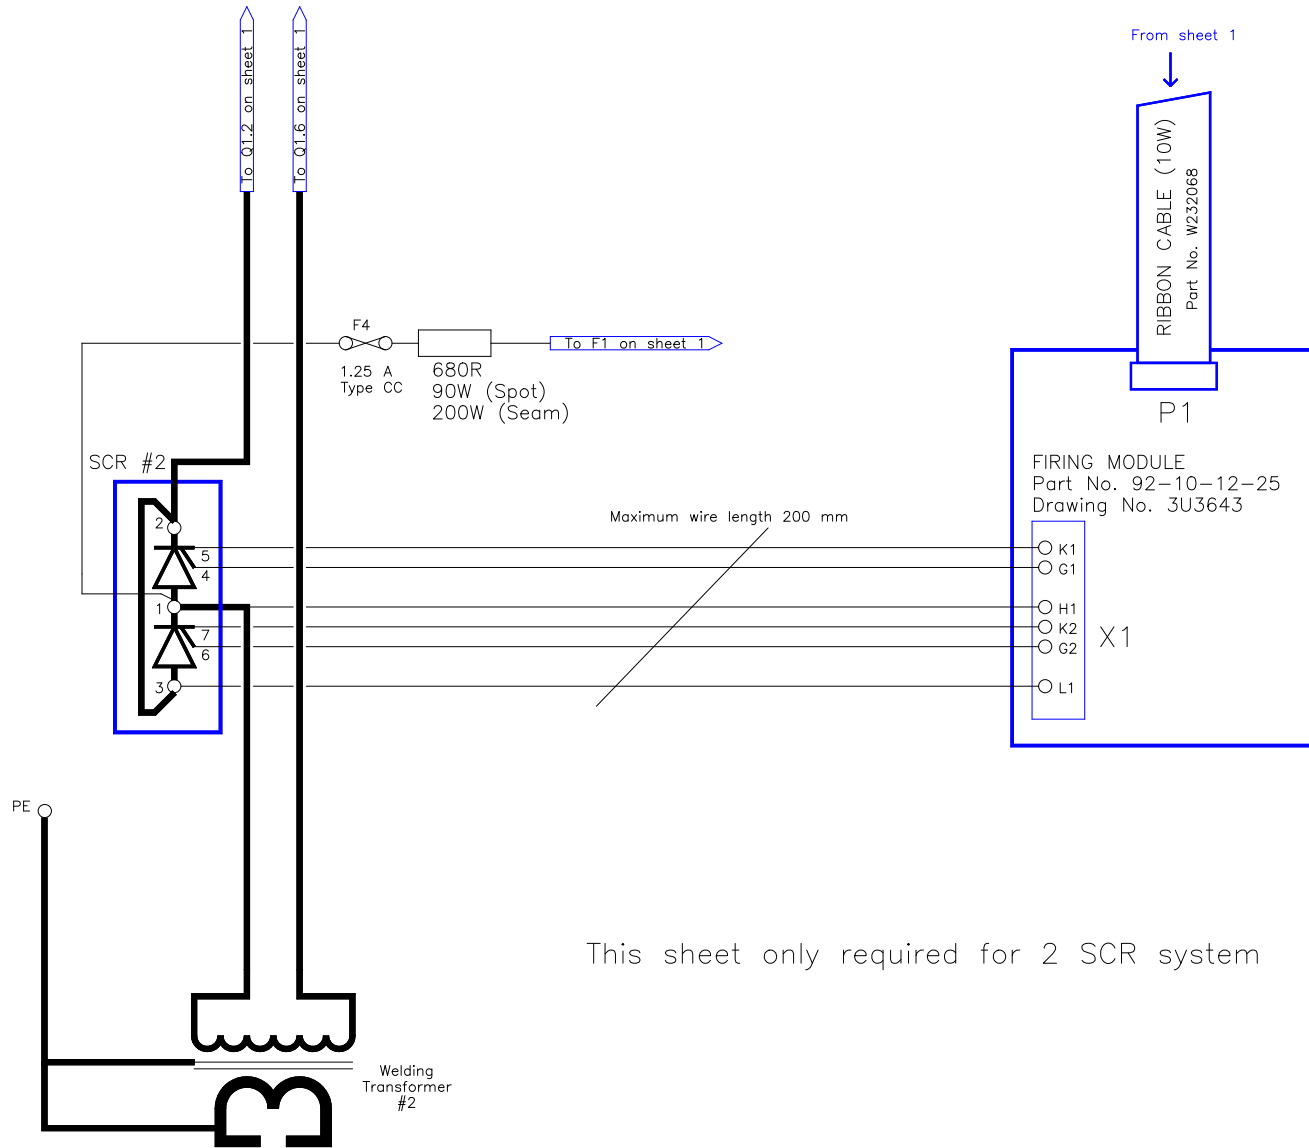 To Q1.2 on sheet 1
To Q1.6 on sheet 1
From sheet 1
RIBBON CABLE (10W)
Part No. W232068
F4
1.25 A
Type CC
680R
90W (Spot)
200W (Seam)
To F1 on sheet 1
P1
SCR #2
FIRING MODULE
Part No. 92-10-12-25
Drawing No. 3U3643
Maximum wire length 200 mm
2
5
4
1
7
6
3
K1
G1
H1
K2
G2
L1
X1
PE
This sheet only required for 2 SCR system
Welding
Transformer
#2